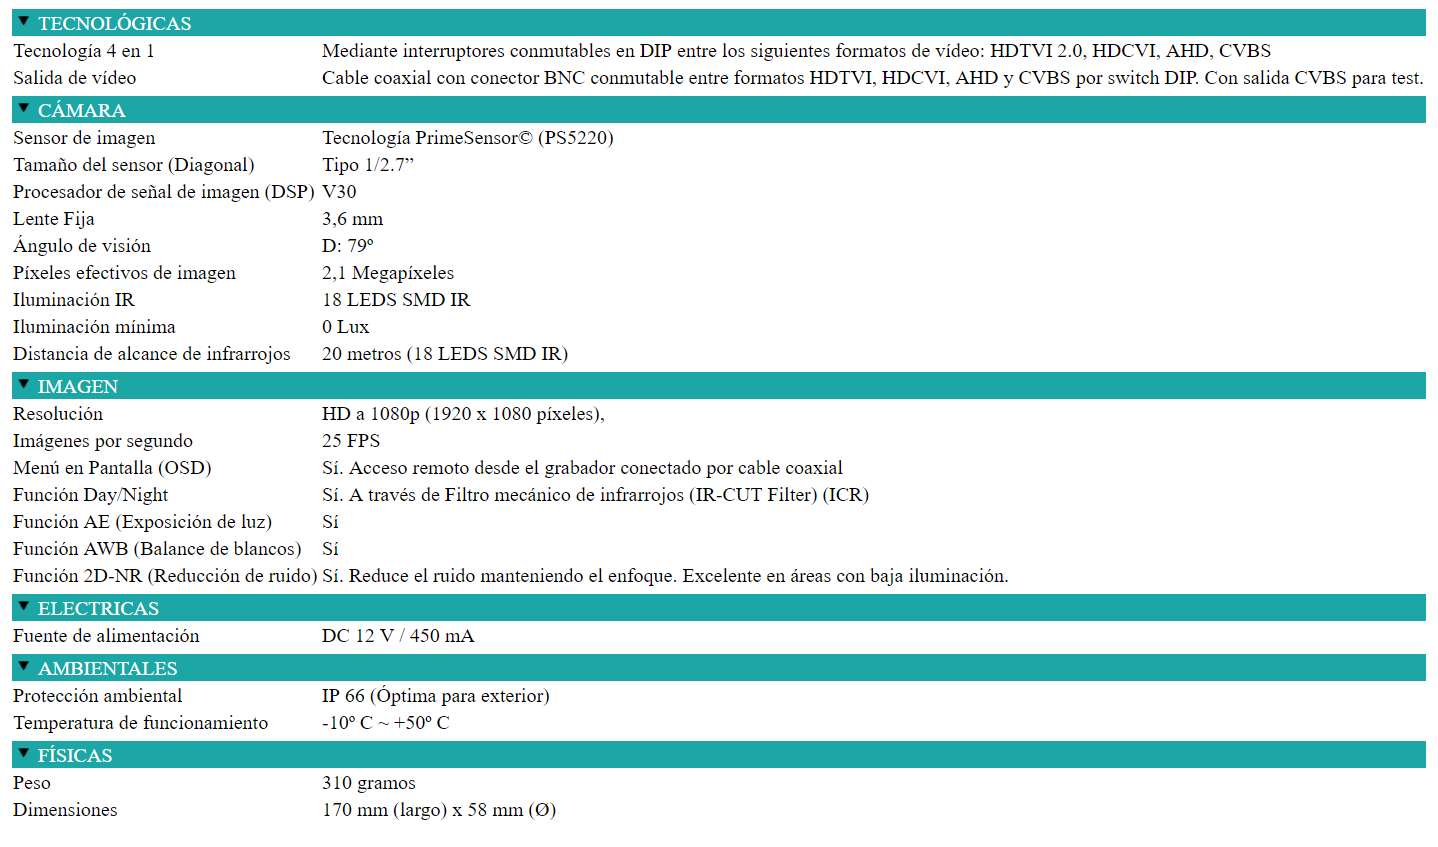 TECNOLÓGICAS
Tecnología 4 en 1 Mediante interruptores conmutables en DIP entre los siguientes formatos de vídeo: HDTVI 2.0, HDCVI, AHD, CVBS
Salida de vídeo Cable coaxial con conector BNC conmutable entre formatos HDTVI, HDCVI, AHD y CVBS por switch DIP. Con salida CVBS para test.
CÁMARA
Sensor de imagen Tecnología PrimeSensor© (PS5220)
Tamaño del sensor (Diagonal) Tipo 1/2.7”
Procesador de señal de imagen (DSP) V30
Lente Fija 3,6 mm
Ángulo de visión D: 79º
Píxeles efectivos de imagen 2,1 Megapíxeles
Iluminación IR 18 LEDS SMD IR
Iluminación mínima 0 Lux
Distancia de alcance de infrarrojos 20 metros (18 LEDS SMD IR)
IMAGEN
Resolución HD a 1080p (1920 x 1080 píxeles),
Imágenes por segundo 25 FPS
Menú en Pantalla (OSD) Sí. Acceso remoto desde el grabador conectado por cable coaxial
Función Day/Night Sí. A través de Filtro mecánico de infrarrojos (IR-CUT Filter) (ICR)
Función AE (Exposición de luz) Sí
Función AWB (Balance de blancos) Sí
Función 2D-NR (Reducción de ruido) Sí. Reduce el ruido manteniendo el enfoque. Excelente en áreas con baja iluminación.
ELECTRICAS
Fuente de alimentación DC 12 V / 450 mA
AMBIENTALES
Protección ambiental IP 66 (Óptima para exterior)
Temperatura de funcionamiento -10º C ~ +50º C
FÍSICAS
Peso 310 gramos
Dimensiones 170 mm (largo) x 58 mm (Ø)